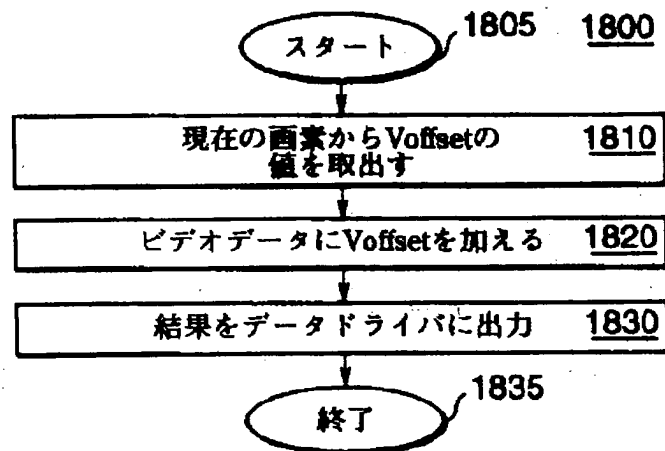 スタート 1805 1800
現在の画素からVoffsetの 1810
値を取出す
ビデオデータにVoffsetを加える 1820
結果をデータドライバに出力 1830
終了 1835